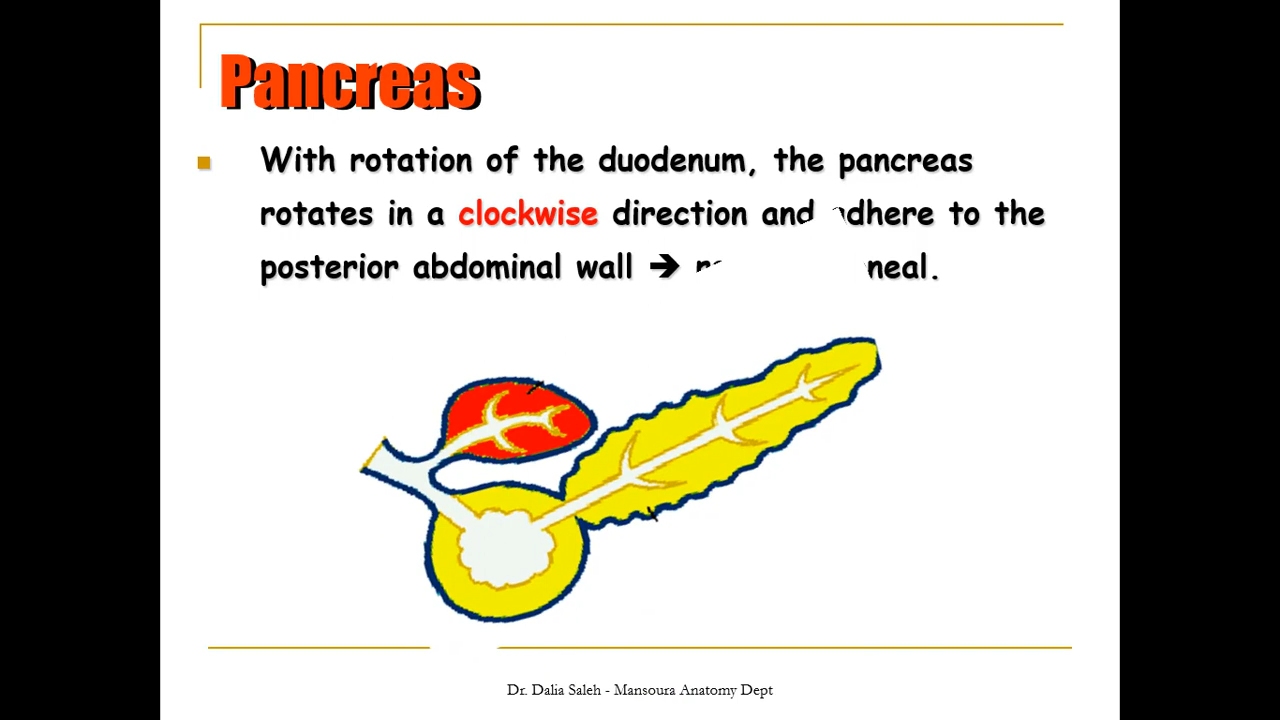 Pancreas
With rotation of the duodenum, the pancreas
rotates in a clockwise direction and adhere to the
posterior abdominal wall ➔ neal.
Dr. Dalia Saleh - Mansoura Anatomy Dept